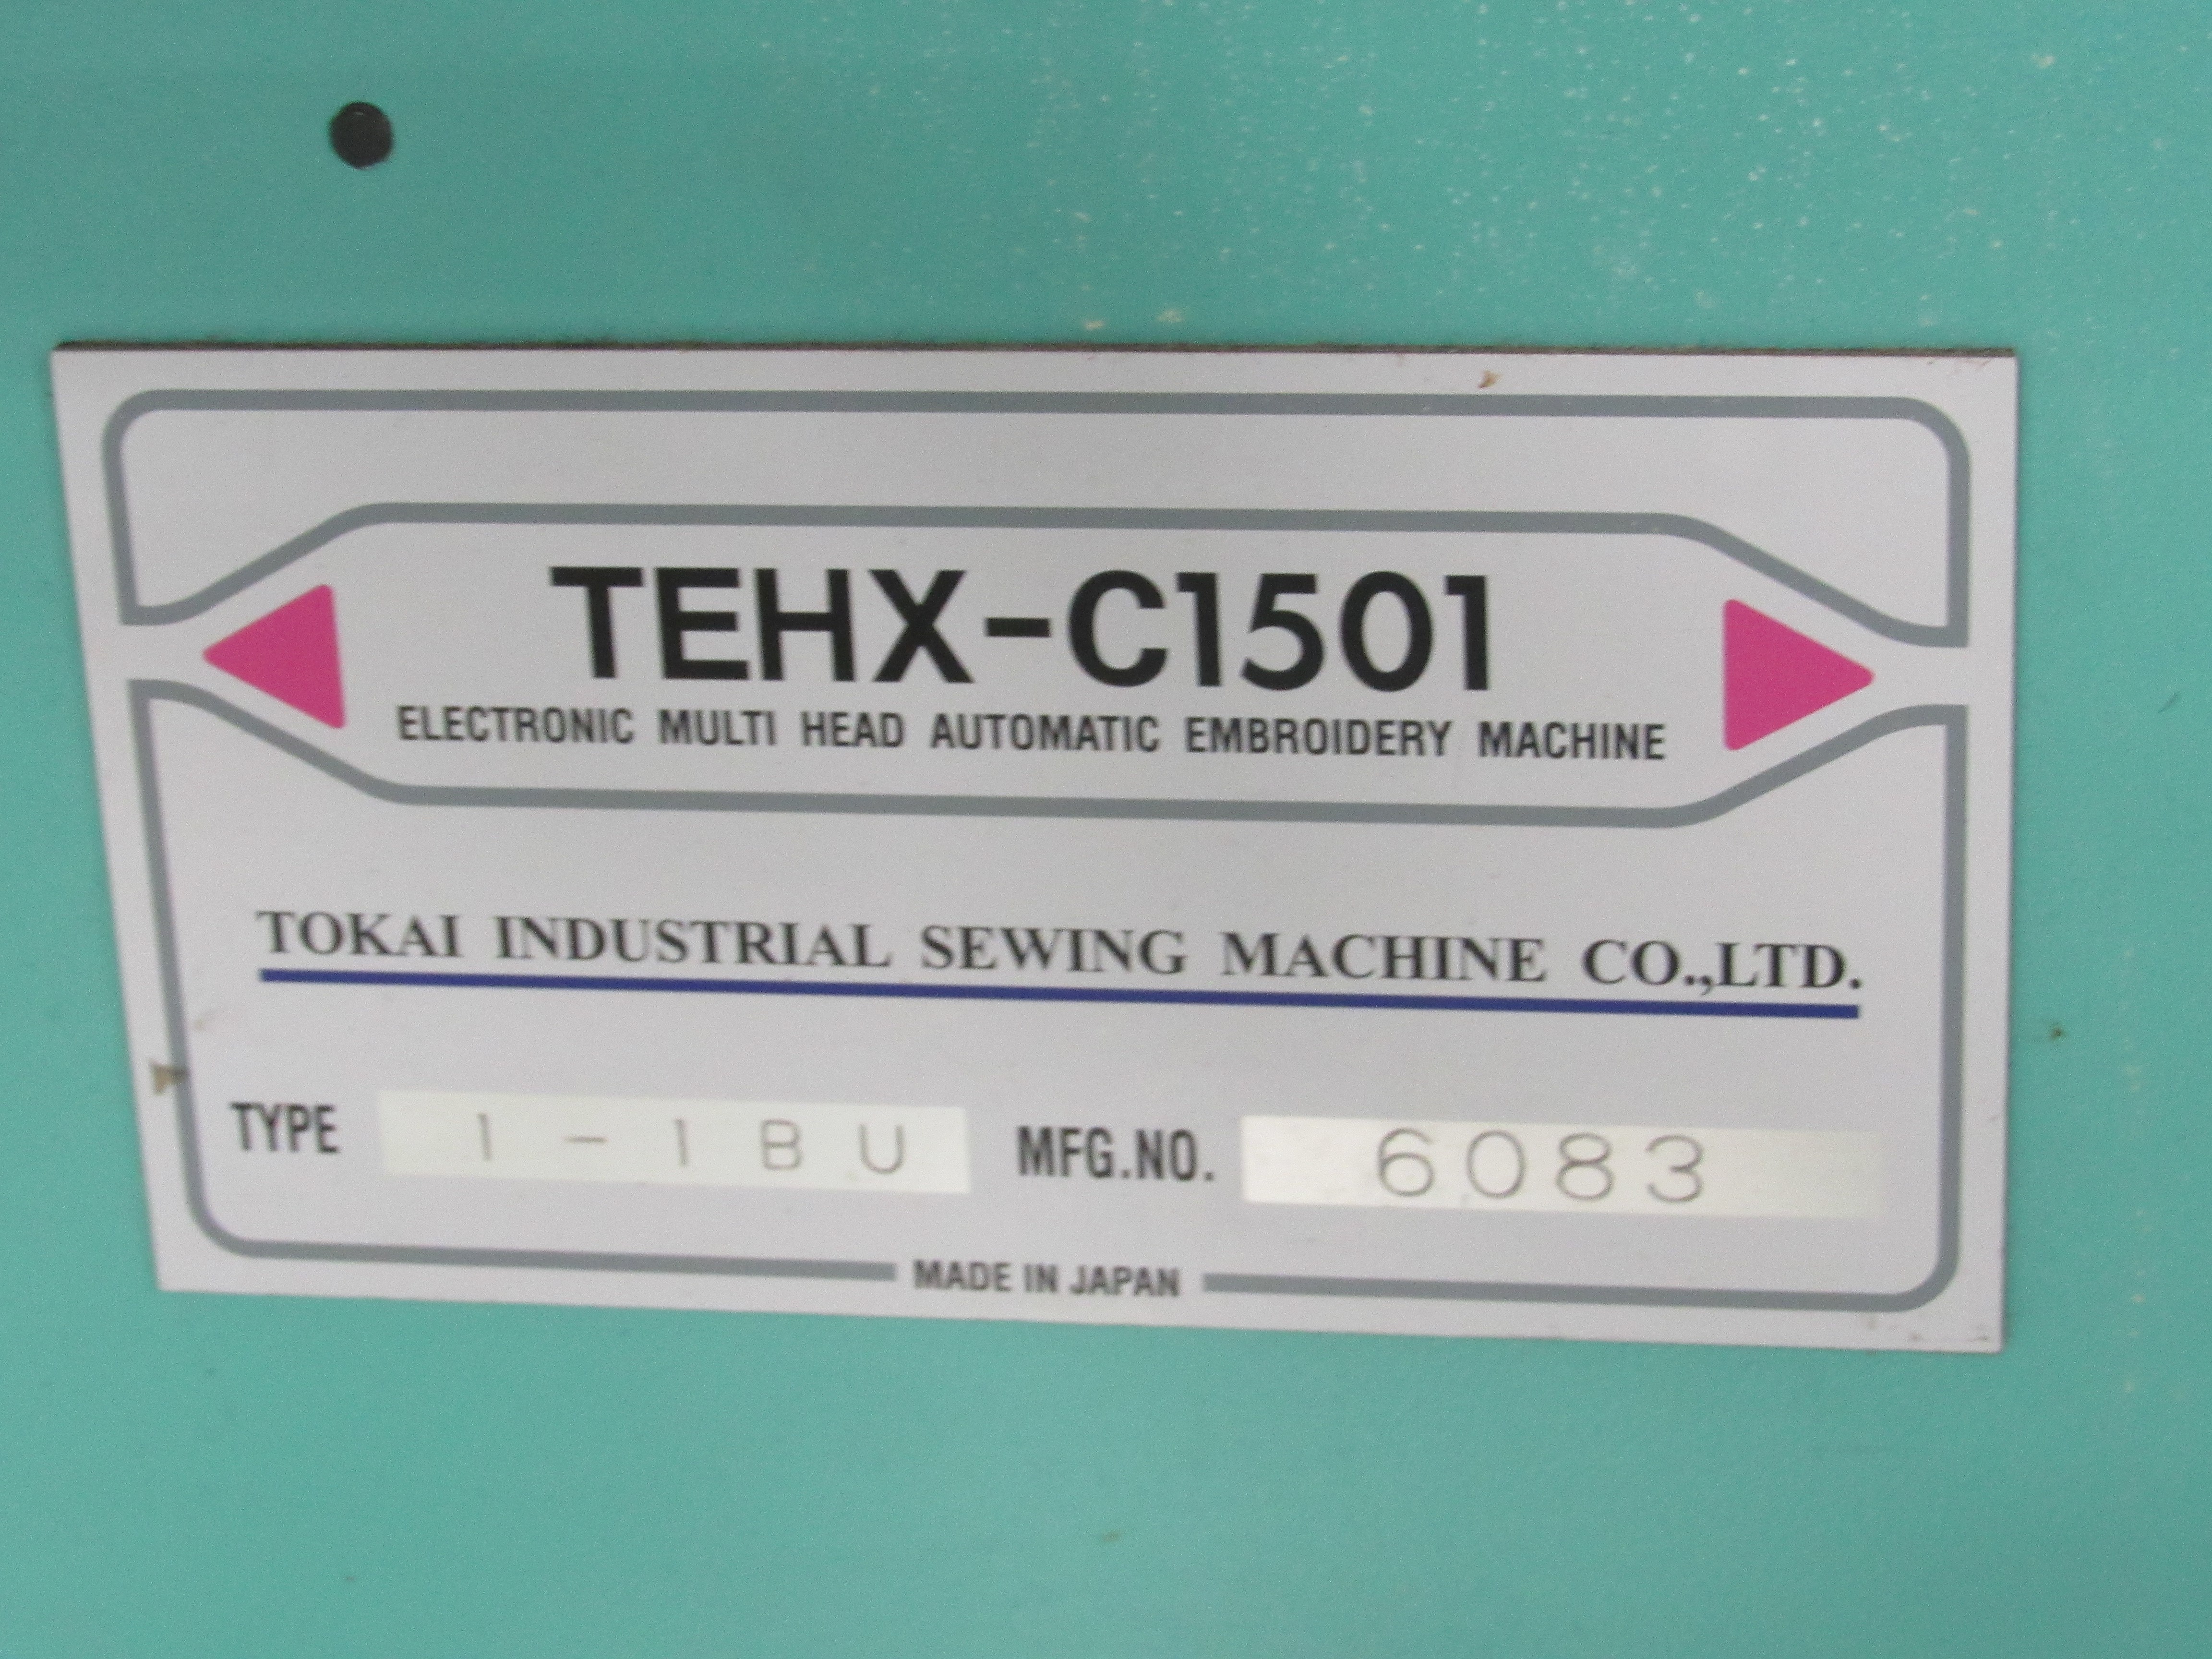 TEHX-C1501
ELECTRONIC MULTI HEAD AUTOMATIC EMBROIDERY MACHINE
TOKAI INDUSTRIAL SEWING MACHINE CO.,LTD.
TYPE 1-1BU MFG.NO. 6083
MADE IN JAPAN